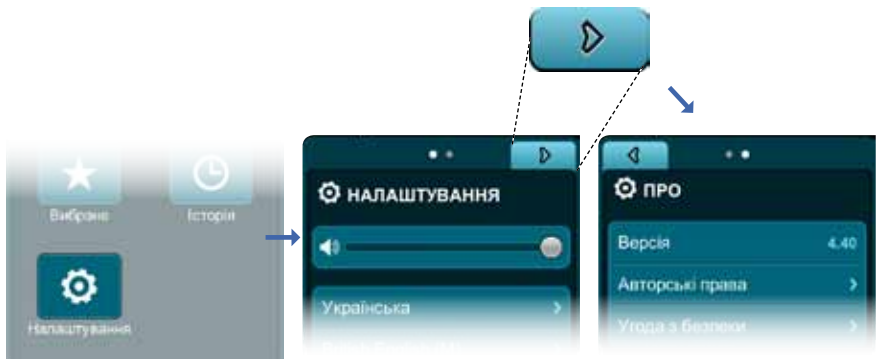 Вибране
Історія
Налаштування
НАЛАШТУВАННЯ
Українська
ПРО
Версія 4.40
Авторські права
Угода з безпеки